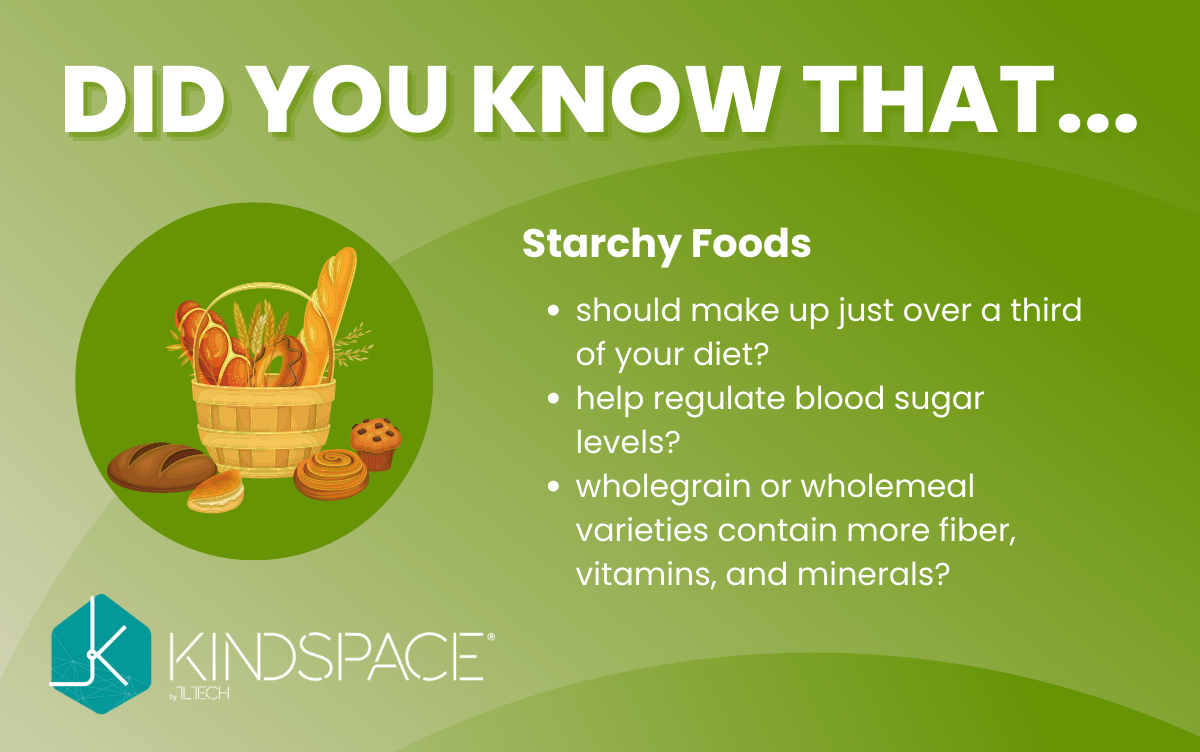 DID YOU KNOW THAT...
Starchy Foods
• should make up just over a third
of your diet?
• help regulate blood sugar
levels?
• wholegrain or wholemeal
varieties contain more fiber,
vitamins, and minerals?
KINDSPACE®
by TLTECH